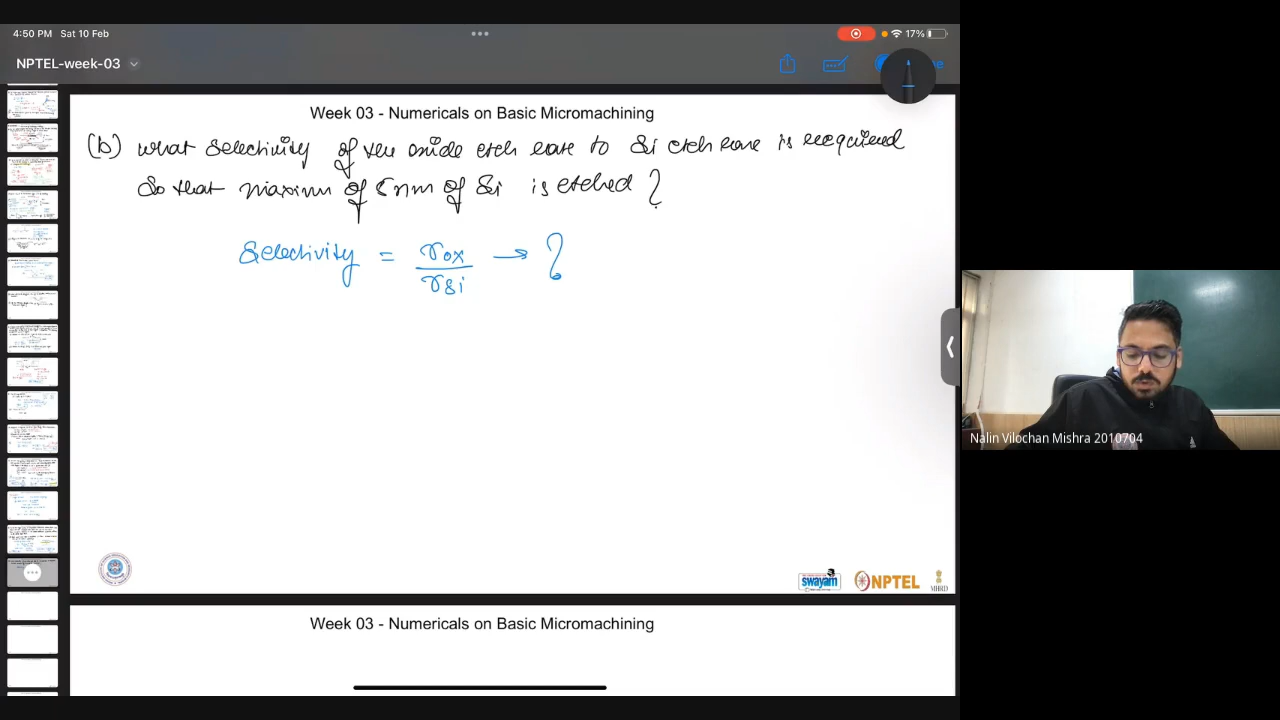 4:50 PM Sat 10 Feb
17%
NPTEL-week-03
Week 03 - Numericals on Basic Micromachining
(b) what selectivity of the oxide etch rate to Si etch rate is required
So that maximum of 5nm of Si is etched ?
Selectivity = rox / rSi → ?
Nalin Vilochan Mishra 2010704
swayam NPTEL MHRD
Week 03 - Numericals on Basic Micromachining